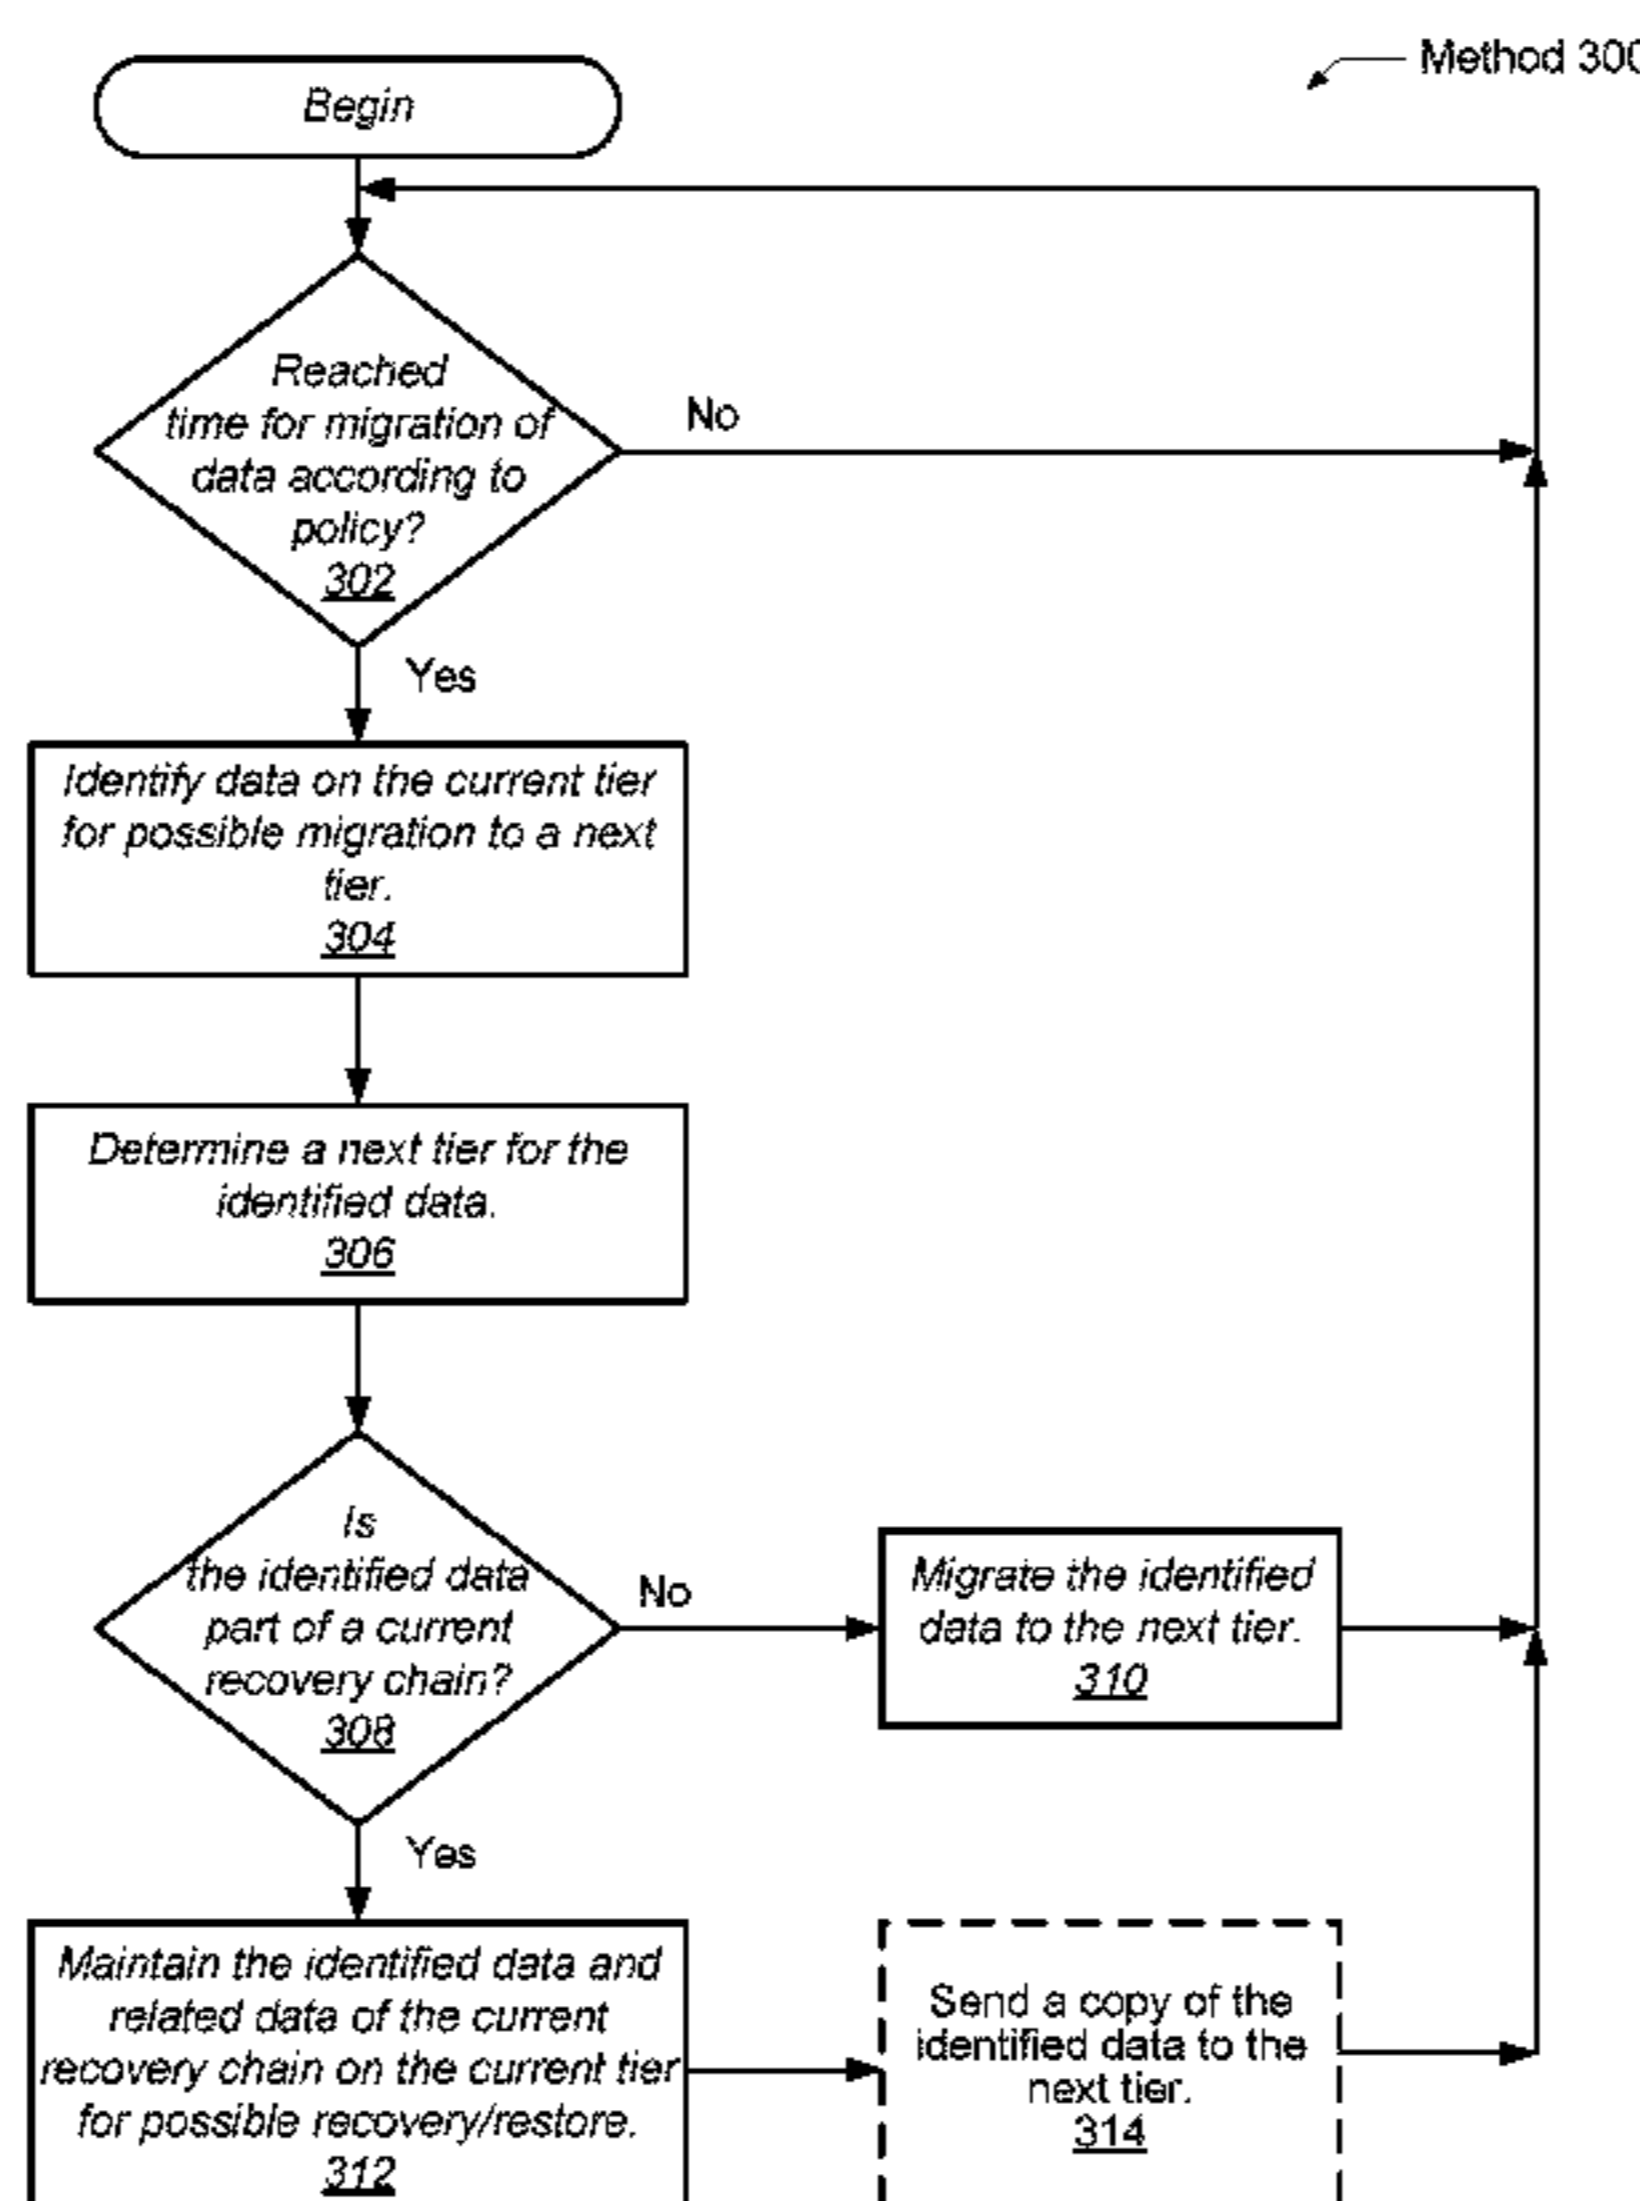 Method 300
Begin
Reached
time for migration of
data according to
policy?
302
No
Yes
Identify data on the current tier
for possible migration to a next
tier.
304
Determine a next tier for the
identified data.
306
Is
the identified data
part of a current
recovery chain?
308
No
Migrate the identified
data to the next tier.
310
Yes
Maintain the identified data and
related data of the current
recovery chain on the current tier
for possible recovery/restore.
312
Send a copy of the
identified data to the
next tier.
314